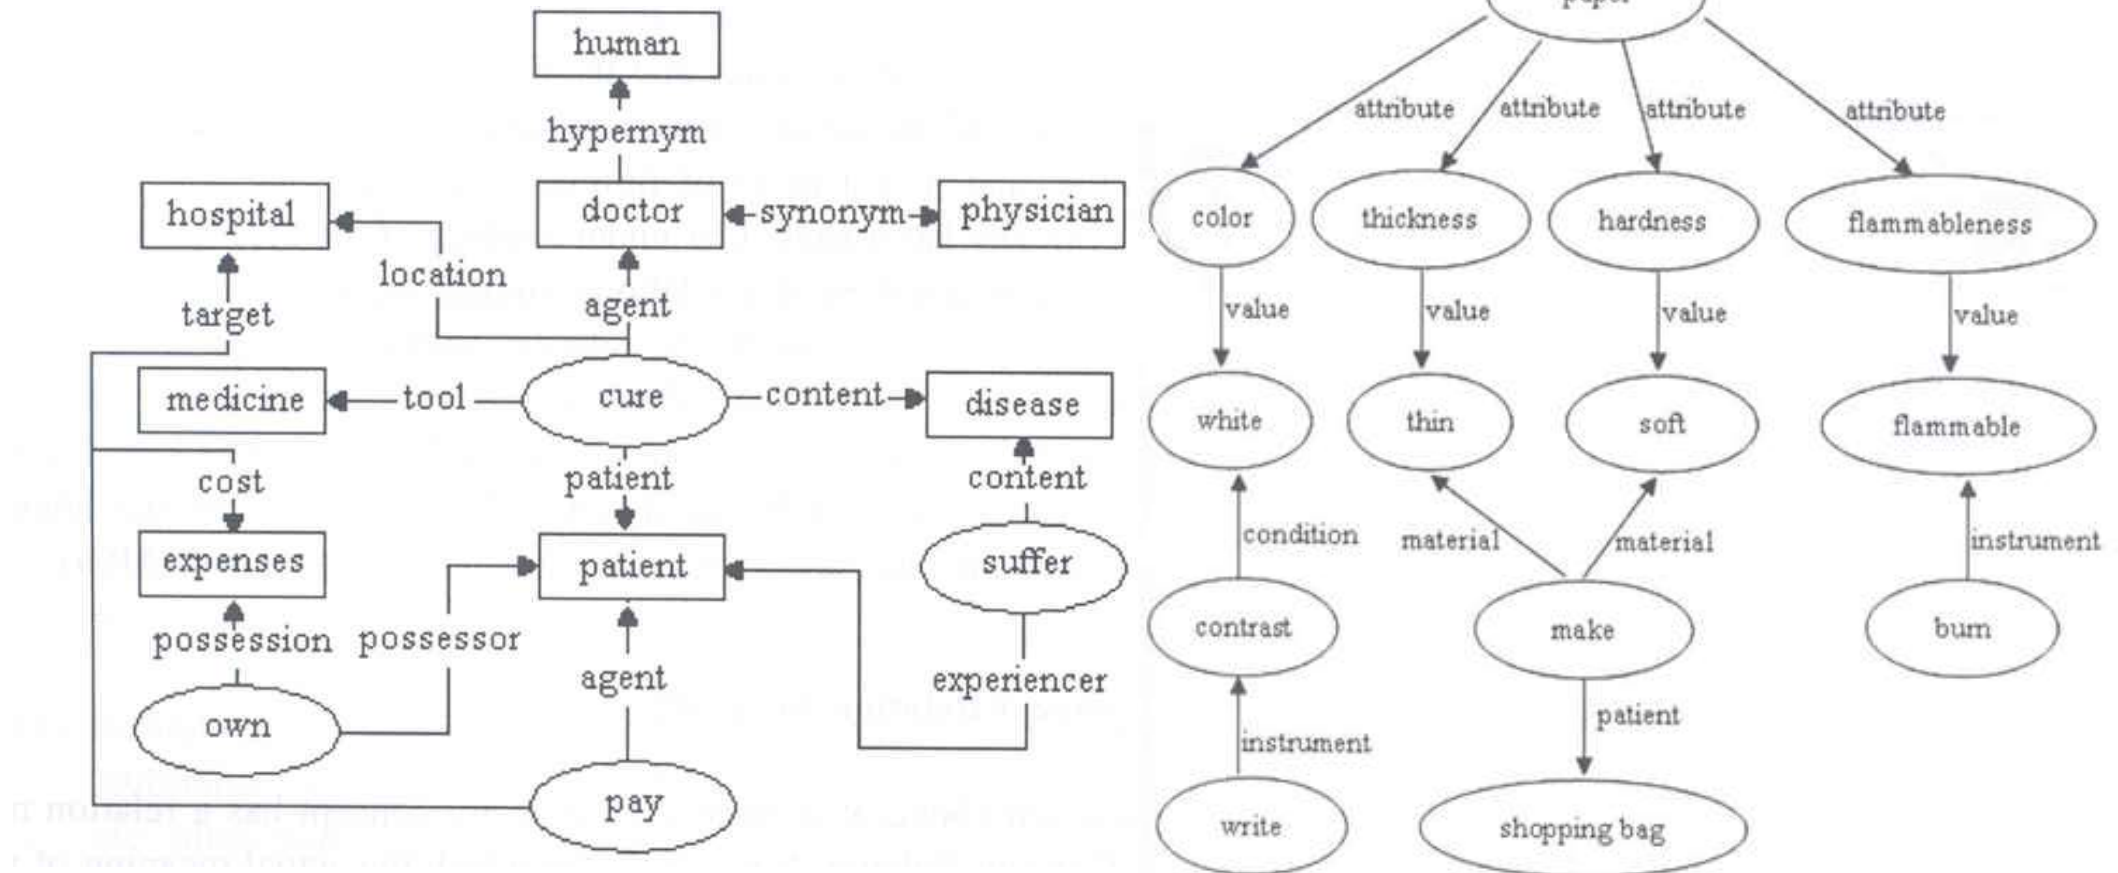 human
hypernym
hospital
doctor
synonym
physician
location
agent
target
medicine
tool
cure
content
disease
cost
patient
content
expenses
patient
suffer
possession
possessor
agent
experiencer
own
pay
paper
attribute
attribute
attribute
attribute
color
thickness
hardness
flammableness
value
value
value
value
white
thin
soft
flammable
condition
material
material
instrument
contrast
make
burn
instrument
patient
write
shopping bag